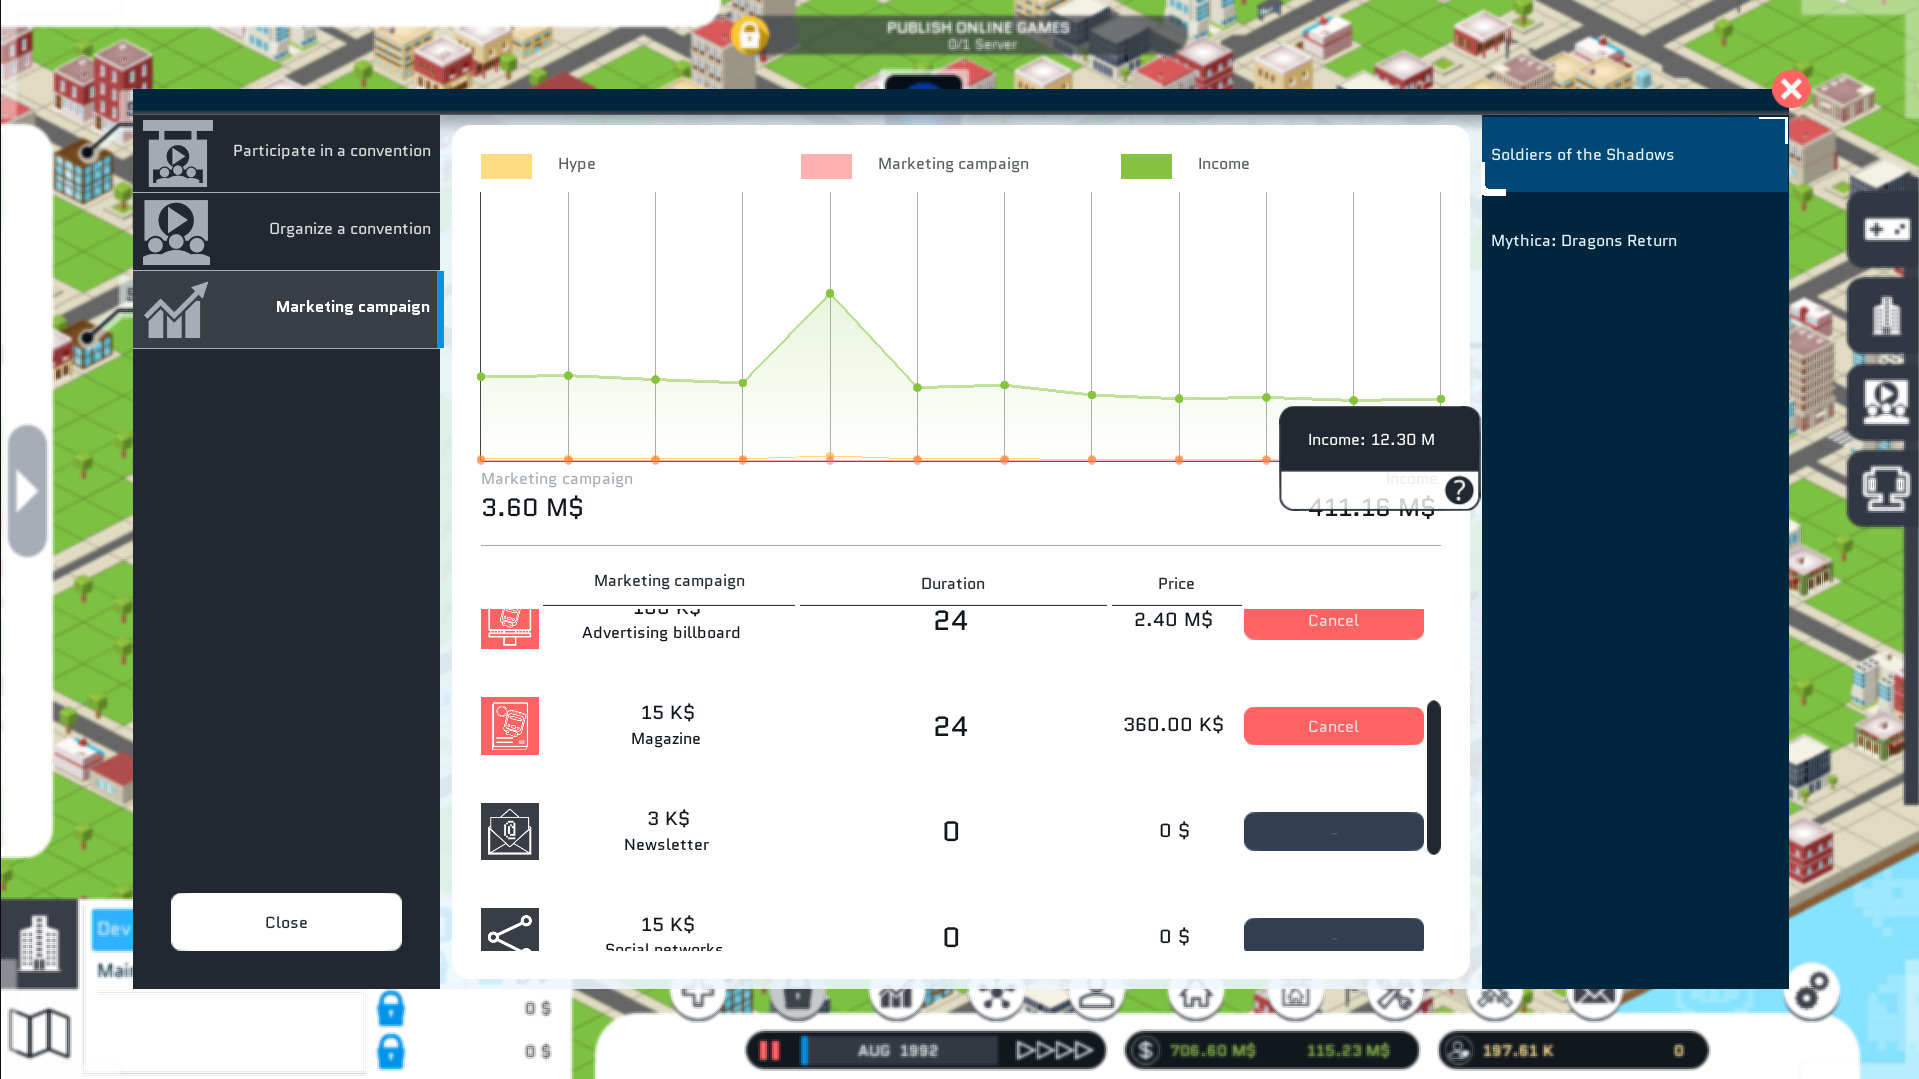 PUBLISH ONLINE GAMES
0/1 Server
Participate in a convention
Organize a convention
Marketing campaign
Close
Hype
Marketing campaign
Income
Income: 12.30 M
?
Marketing campaign
Income
3.60 M$
411.16 M$
Marketing campaign
Duration
Price
100 K$
Advertising billboard
24
2.40 M$
Cancel
15 K$
Magazine
24
360.00 K$
Cancel
3 K$
Newsletter
0
0 $
-
15 K$
Social networks
0
0 $
-
Soldiers of the Shadows
Mythica: Dragons Return
Dev
Main
0 $
0 $
AUG 1992
706.60 M$
115.23 M$
197.61 K
0